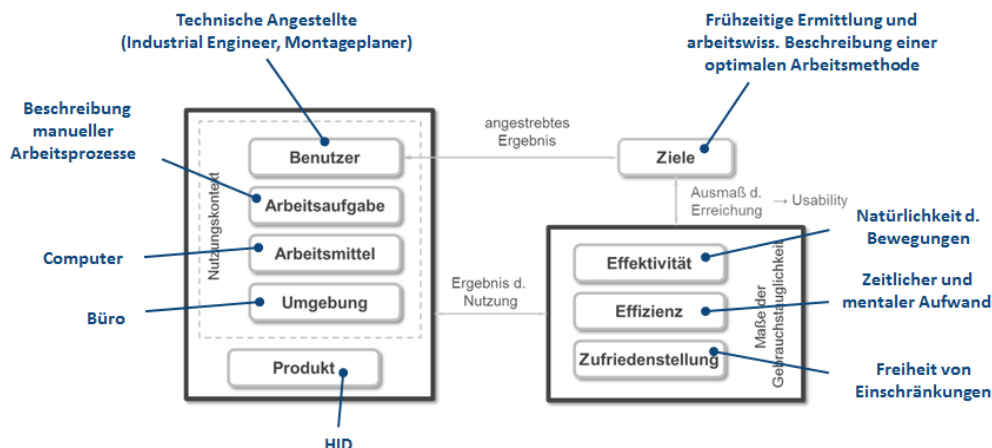 Technische Angestellte
(Industrial Engineer, Montageplaner)
Frühzeitige Ermittlung und
arbeitswiss. Beschreibung einer
optimalen Arbeitsmethode
Beschreibung
manueller
Arbeitsprozesse
Computer
Büro
Nutzungskontext
Benutzer
Arbeitsaufgabe
Arbeitsmittel
Umgebung
Produkt
HID
angestrebtes
Ergebnis
Ziele
Ausmaß d.
Erreichung
→ Usability
Ergebnis d.
Nutzung
Effektivität
Effizienz
Zufriedenstellung
Maße der
Gebrauchstauglichkeit
Natürlichkeit d.
Bewegungen
Zeitlicher und
mentaler Aufwand
Freiheit von
Einschränkungen